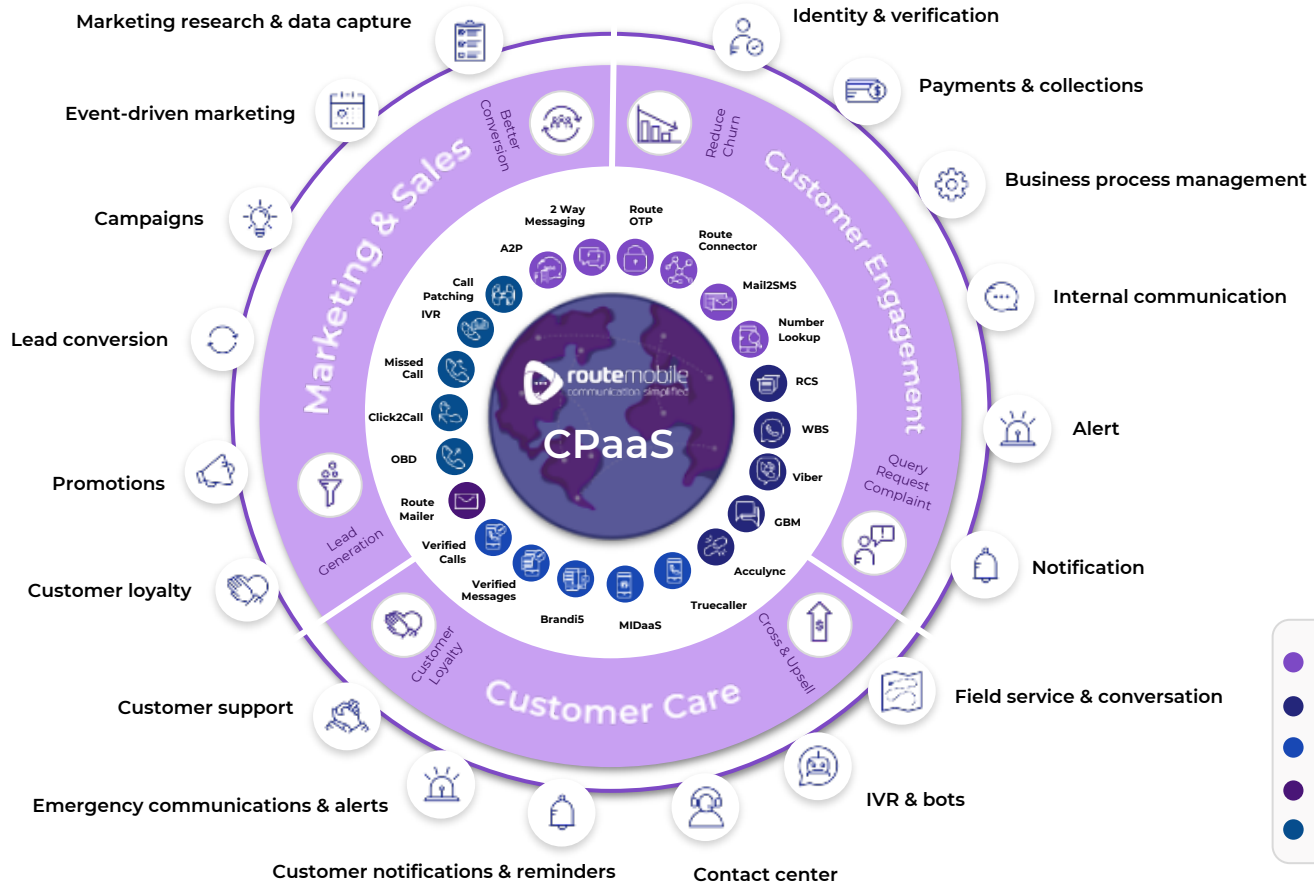 Marketing research & data capture
Identity & verification
Event-driven marketing
Payments & collections
Campaigns
Business process management
Lead conversion
Internal communication
Promotions
Alert
Customer loyalty
Notification
Customer support
Field service & conversation
Emergency communications & alerts
IVR & bots
Customer notifications & reminders
Contact center
Marketing & Sales
Better
Conversion
Lead
Generation
Customer Engagement
Reduce
Churn
Query
Request
Complaint
Customer Care
Customer
Loyalty
Cross & Upsell
2 Way
Messaging
Route
OTP
Route
Connector
Mail2SMS
Number
Lookup
RCS
WBS
Viber
GBM
Acculync
Truecaller
MIDaaS
Brandi5
Verified
Messages
Verified
Calls
Route
Mailer
OBD
Click2Call
Missed
Call
IVR
Call
Patching
A2P
routemobile
communication simplified
CPaaS